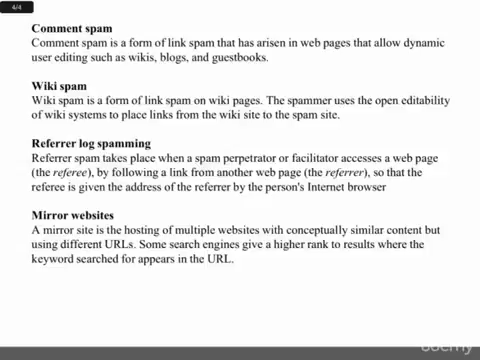 4/4
Comment spam
Comment spam is a form of link spam that has arisen in web pages that allow dynamic
user editing such as wikis, blogs, and guestbooks.
Wiki spam
Wiki spam is a form of link spam on wiki pages. The spammer uses the open editability
of wiki systems to place links from the wiki site to the spam site.
Referrer log spamming
Referrer spam takes place when a spam perpetrator or facilitator accesses a web page
(the referee), by following a link from another web page (the referrer), so that the
referee is given the address of the referrer by the person's Internet browser
Mirror websites
A mirror site is the hosting of multiple websites with conceptually similar content but
using different URLs. Some search engines give a higher rank to results where the
keyword searched for appears in the URL.